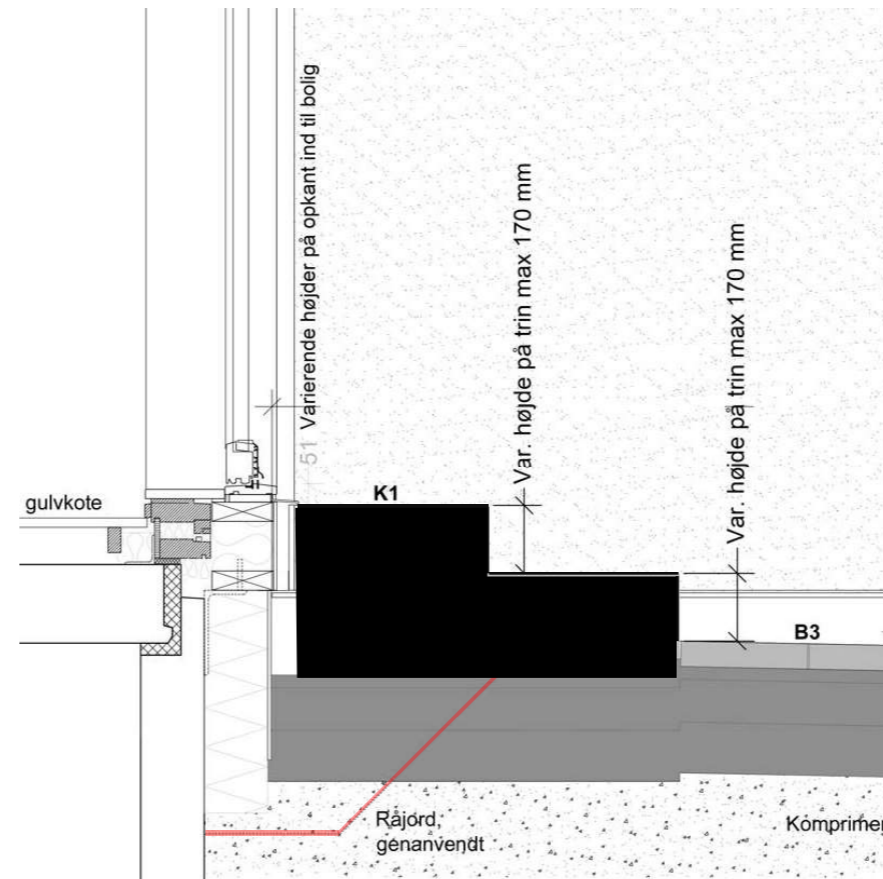 51 Varierende højder på opkant ind til bolig
Var. højde på trin max 170 mm
Var. højde på trin max 170 mm
K1
gulvkote
B3
Råjord,
genanvendt
Komprimer